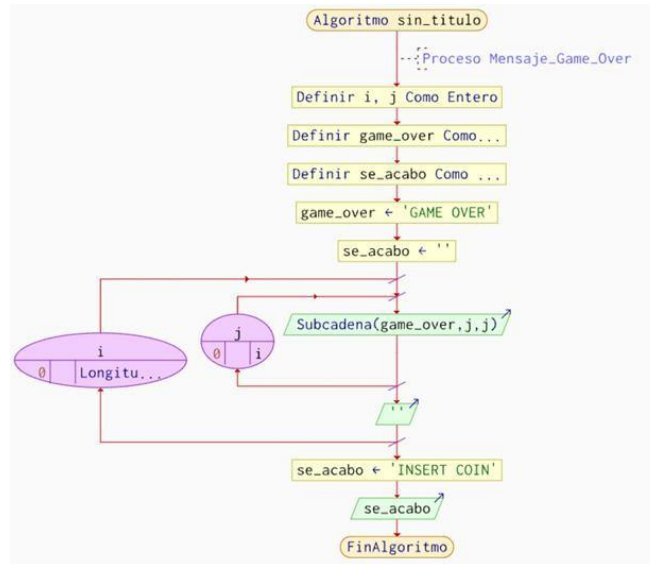 Algoritmo sin_titulo
Proceso Mensaje_Game_Over
Definir i, j Como Entero
Definir game_over Como...
Definir se_acabo Como ...
game_over ← 'GAME OVER'
se_acabo ← ''
i
0 Longitu...
j
0 i
Subcadena(game_over,j,j)
''
se_acabo ← 'INSERT COIN'
se_acabo
FinAlgoritmo